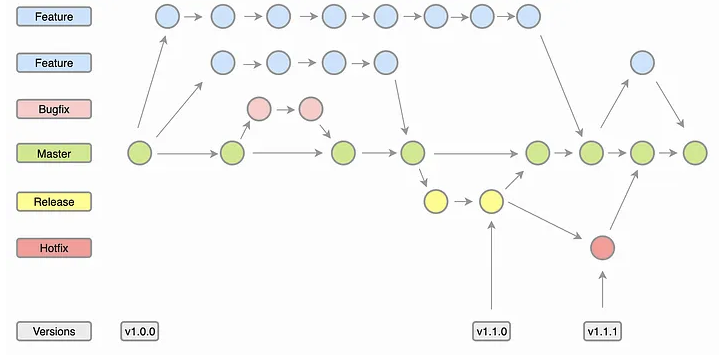 Feature
Feature
Bugfix
Master
Release
Hotfix
Versions v1.0.0 v1.1.0 v1.1.1